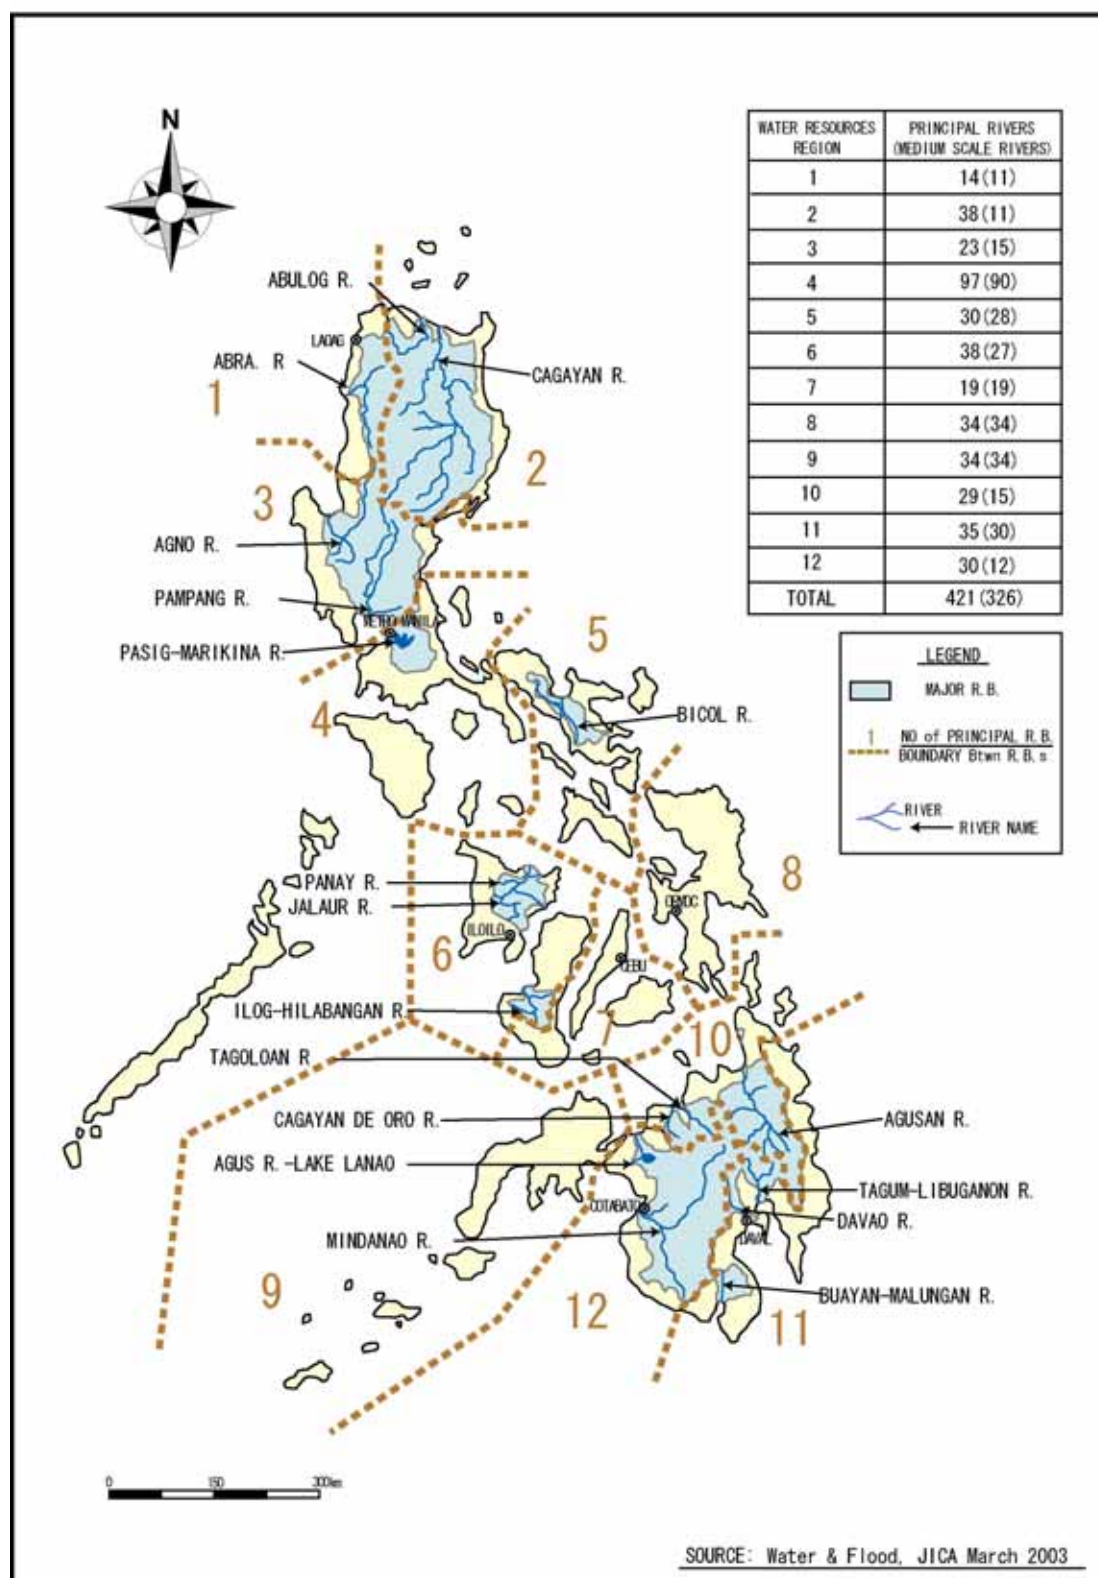 N
WATER RESOURCES REGION PRINCIPAL RIVERS (MEDIUM SCALE RIVERS)
1 14(11)
2 38(11)
3 23(15)
4 97(90)
5 30(28)
6 38(27)
7 19(19)
8 34(34)
9 34(34)
10 29(15)
11 35(30)
12 30(12)
TOTAL 421(326)
LEGEND
MAJOR R.B.
1 NO of PRINCIPAL R.B.
BOUNDARY Btwn R.B.s
RIVER
RIVER NAME
ABULOG R.
LAOAG
ABRA. R
CAGAYAN R.
1
2
3
AGNO R.
PAMPANG R.
METRO MANILA
PASIG-MARIKINA R.
5
4
BICOL R.
8
PANAY R.
JALAUR R.
ORMOC
ILOILO
6
CEBU
ILOG-HILABANGAN R.
7
10
TAGOLOAN R
CAGAYAN DE ORO R.
AGUSAN R.
AGUS R.-LAKE LANAO
TAGUM-LIBUGANON R.
COTABATO
DAVAO R.
MINDANAO R.
9
BUAYAN-MALUNGAN R.
12
11
0 150 300km
SOURCE: Water & Flood, JICA March 2003